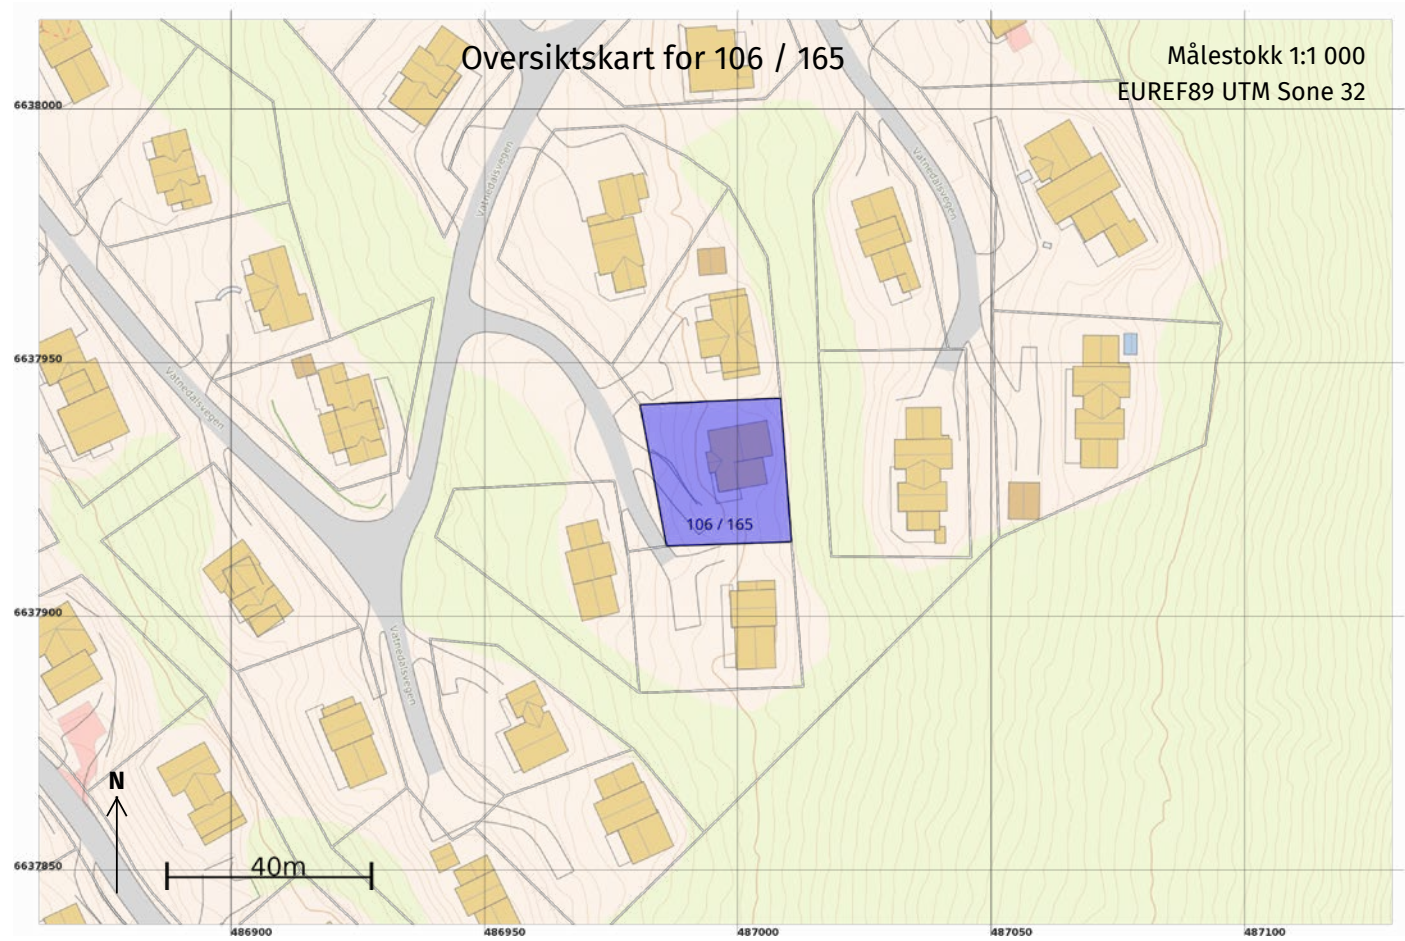 Oversiktskart for 106 / 165
Målestokk 1:1 000
EUREF89 UTM Sone 32
6638000
Vatnedalsvegen
Vatnedalsvegen
6637950
Vatnedalsvegen
106 / 165
6637900
Vatnedalsvegen
N
6637850
40m
486900
486950
487000
487050
487100